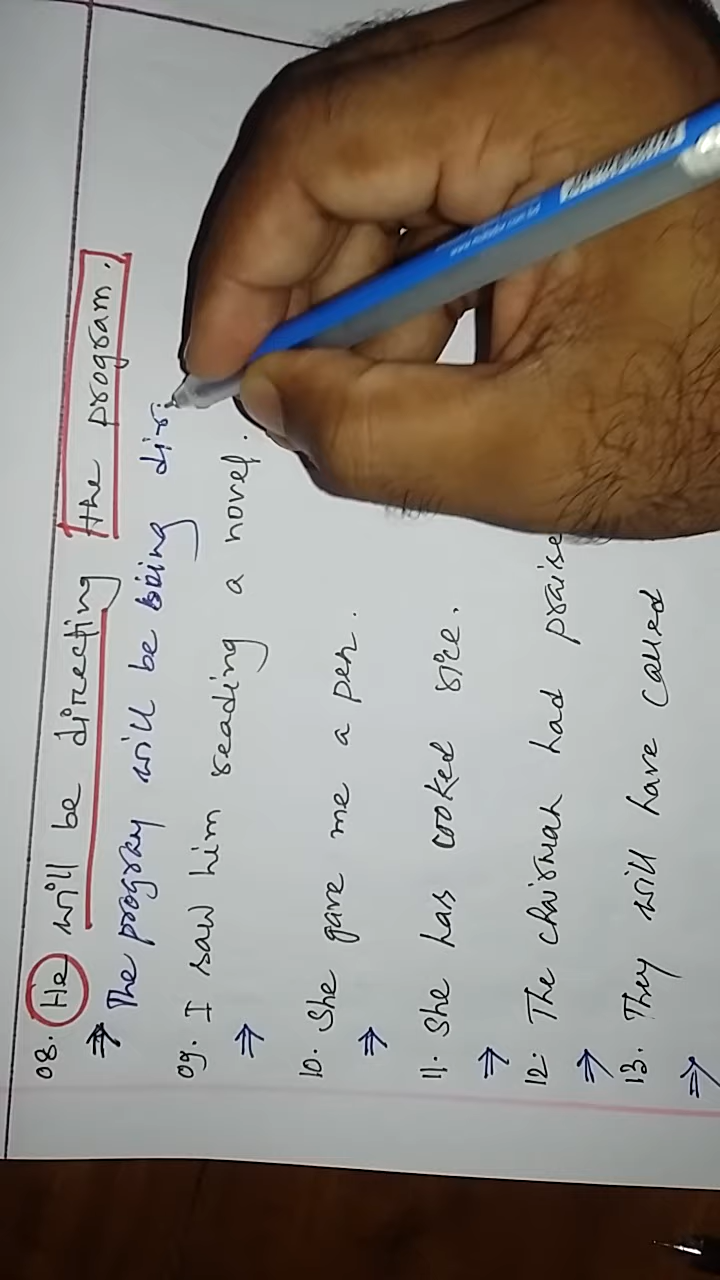 08. He will be directing the program.
⇒ The program will be being dir
09. I saw him reading a novel.
⇒
10. She gave me a pen.
⇒
11. She has cooked rice.
⇒
12. The chairman had praise
⇒
13. They will have called
⇒